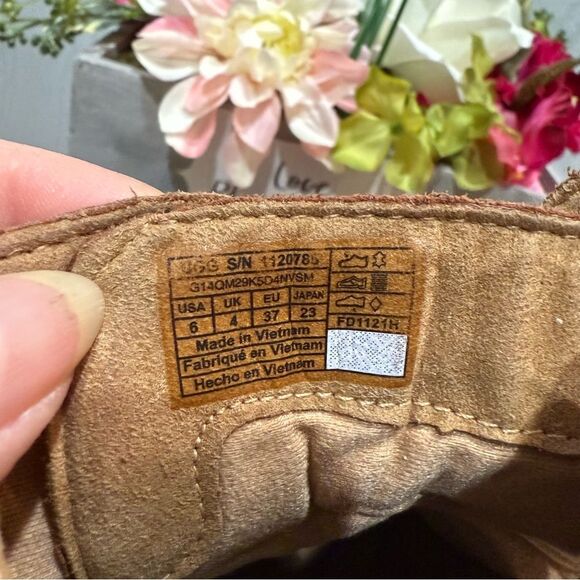 UGG S/N 1120785
G14QM29K5D4NVSM
USA UK EU JAPAN
6 4 37 23
FD1121H
Made in Vietnam
Fabriqué en Vietnam
Hecho en Vietnam
Love